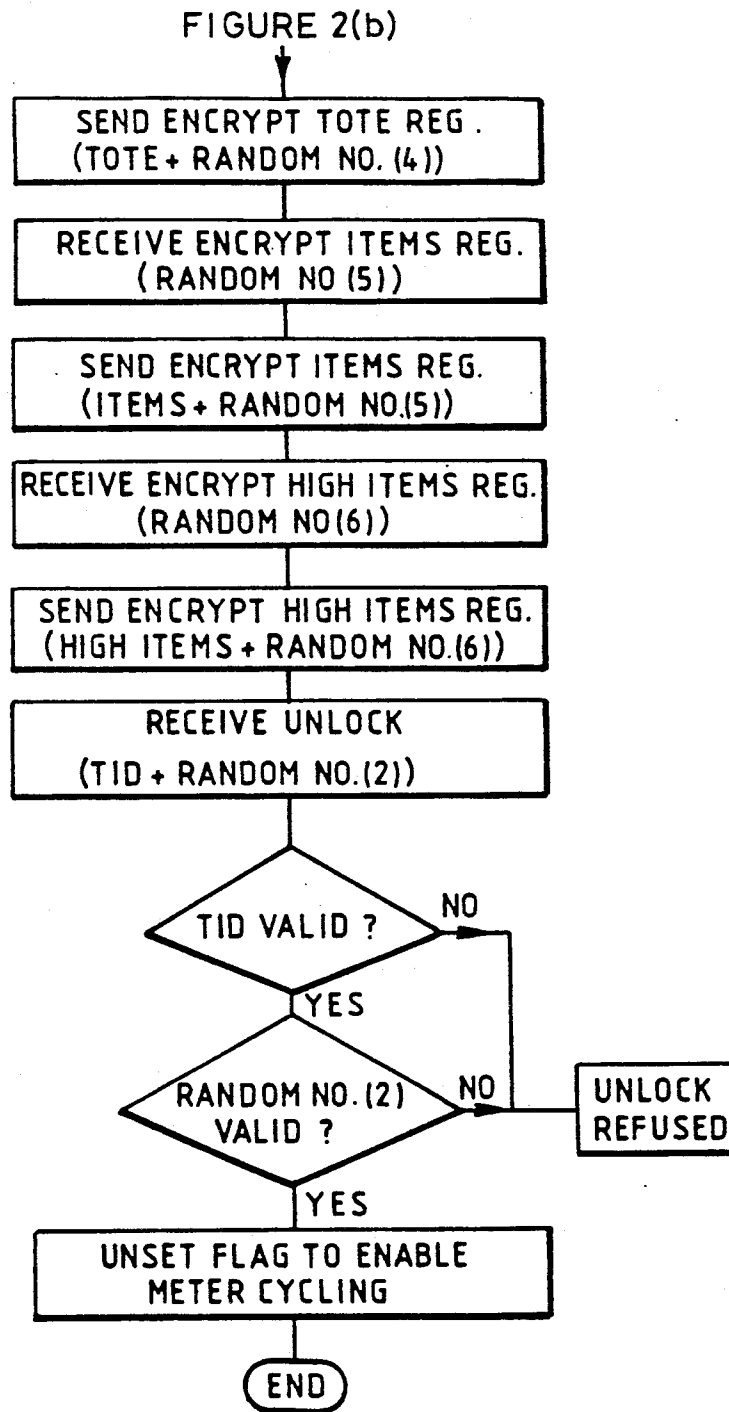 FIGURE 2(b)
SEND ENCRYPT TOTE REG.
(TOTE + RANDOM NO. (4))
RECEIVE ENCRYPT ITEMS REG.
(RANDOM NO (5))
SEND ENCRYPT ITEMS REG.
(ITEMS + RANDOM NO.(5))
RECEIVE ENCRYPT HIGH ITEMS REG.
(RANDOM NO(6))
SEND ENCRYPT HIGH ITEMS REG.
(HIGH ITEMS + RANDOM NO.(6))
RECEIVE UNLOCK
(TID + RANDOM NO.(2))
TID VALID ?
NO
YES
RANDOM NO.(2)
VALID ?
NO
UNLOCK
REFUSED
YES
UNSET FLAG TO ENABLE
METER CYCLING
END